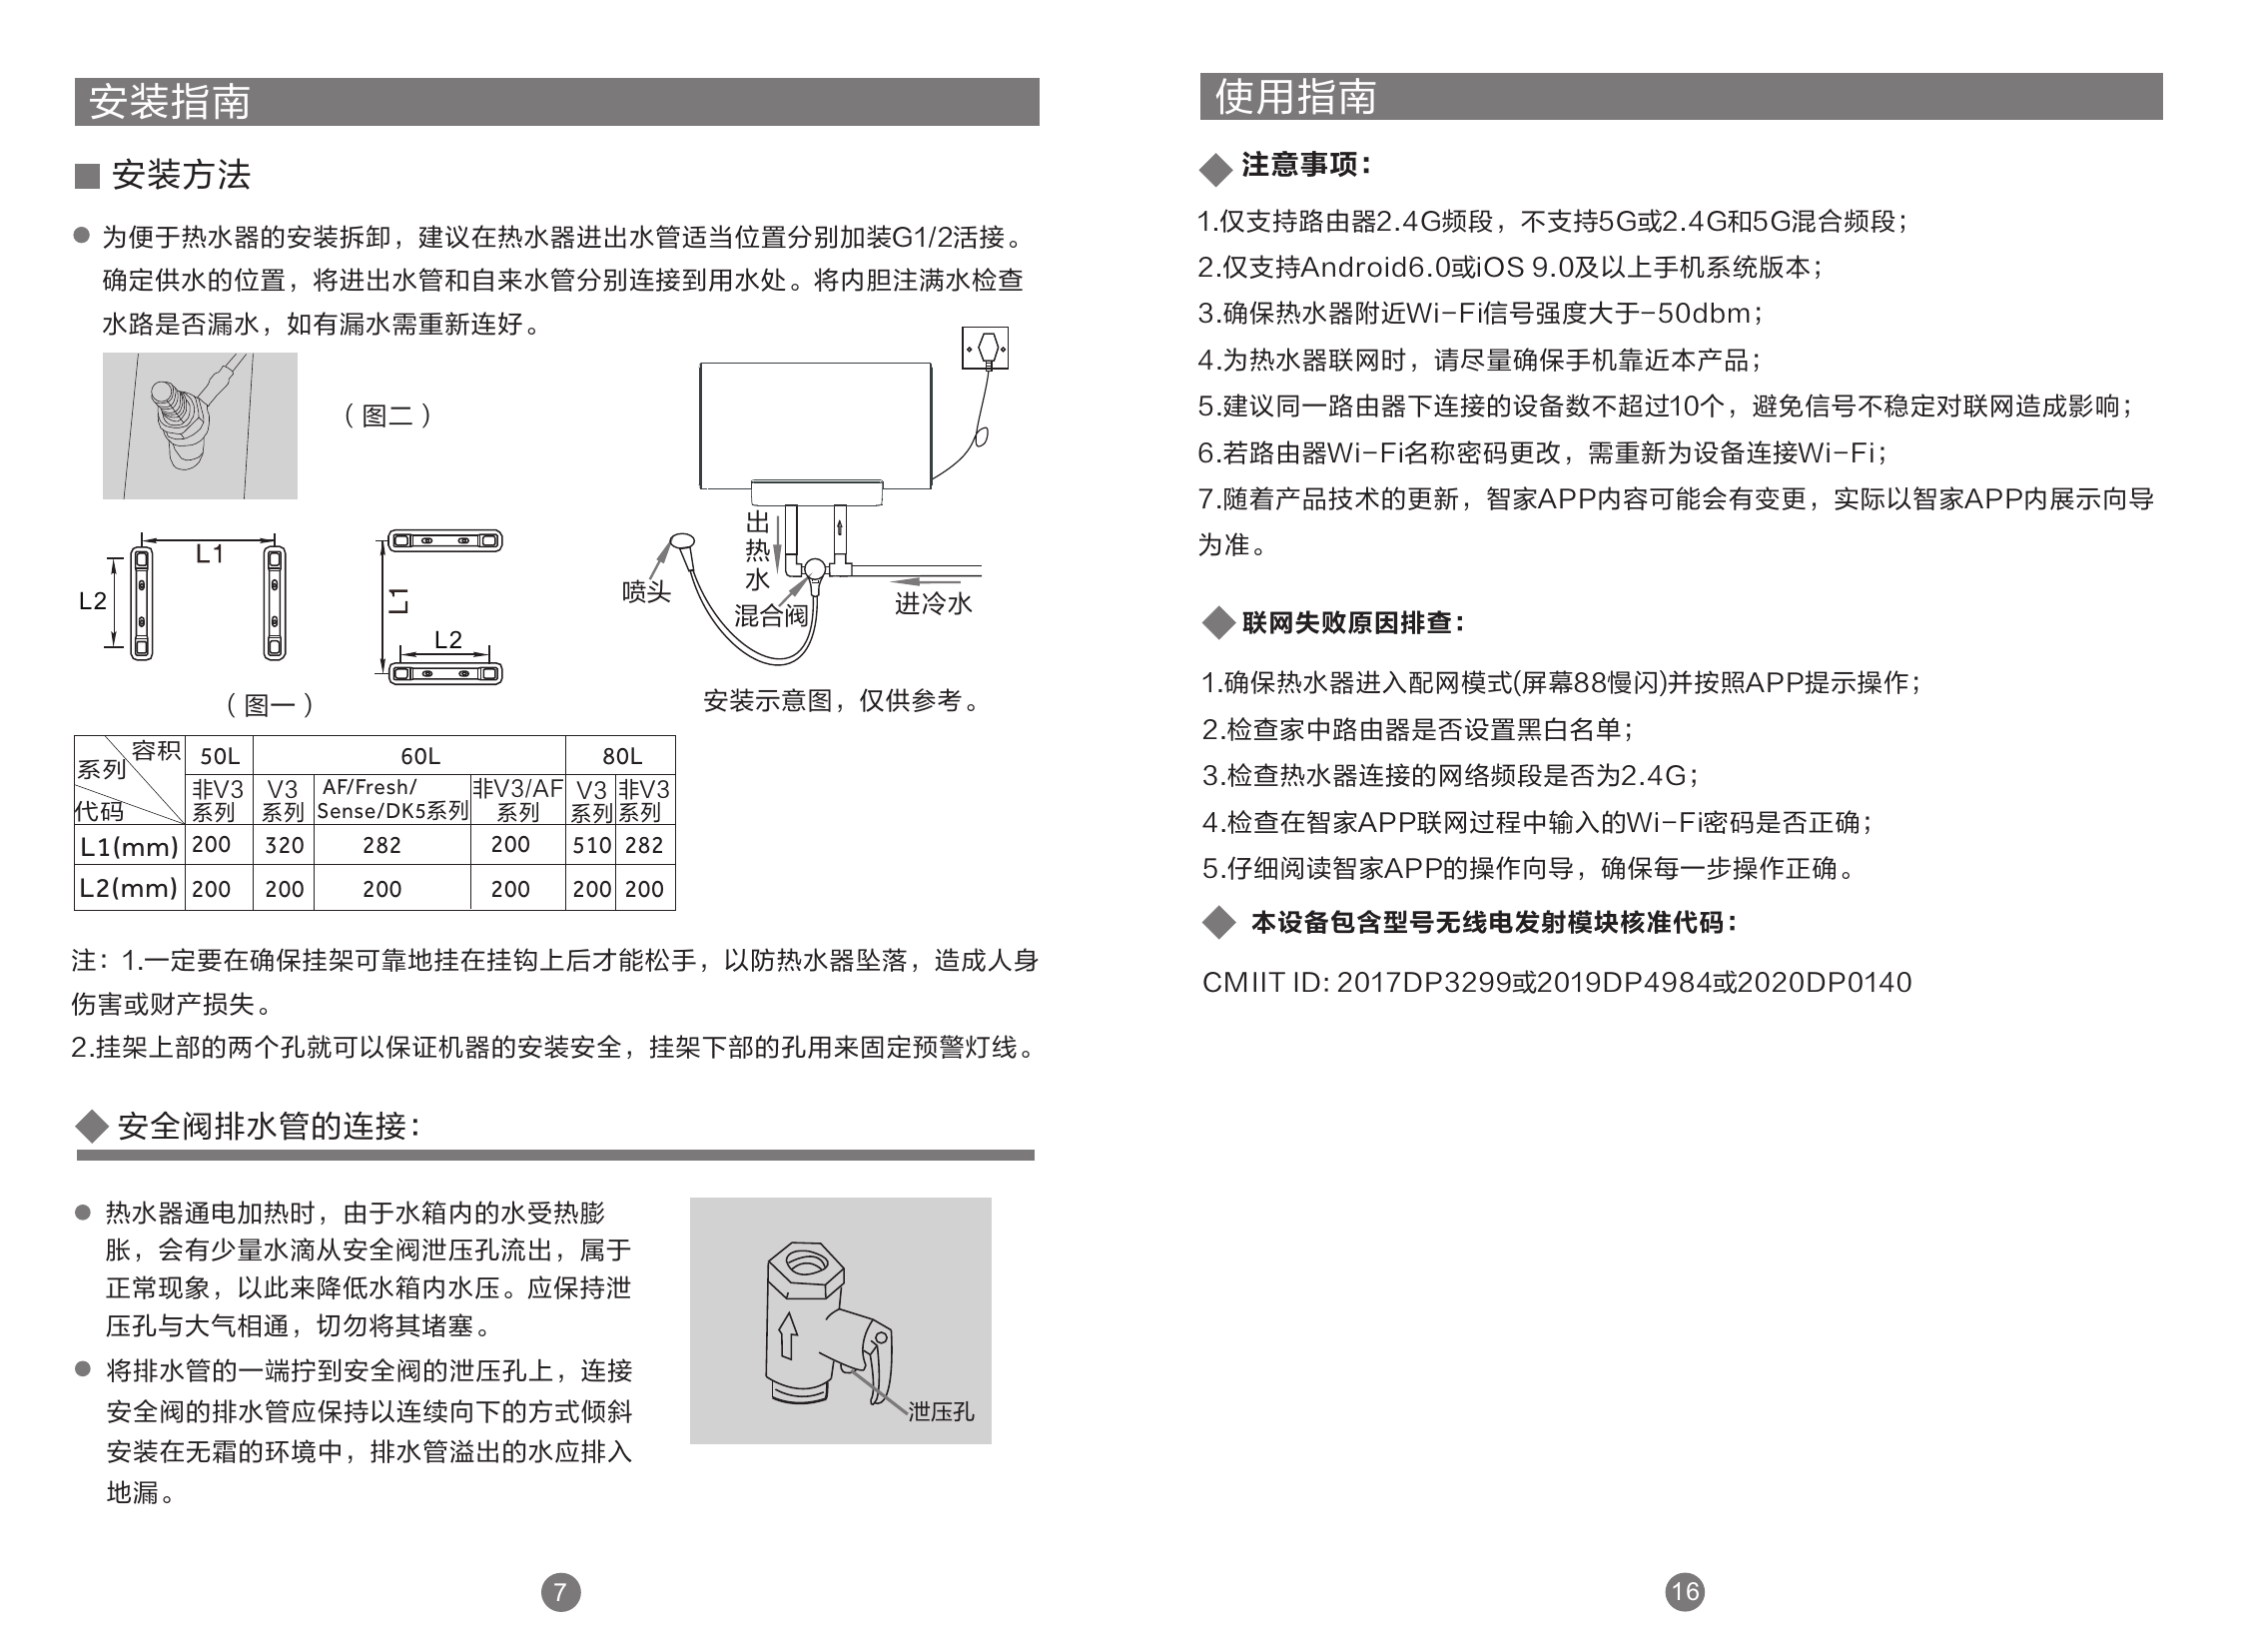 安装指南
安装方法
为便于热水器的安装拆卸，建议在热水器进出水管适当位置分别加装G1/2活接。
确定供水的位置，将进出水管和自来水管分别连接到用水处。将内胆注满水检查
水路是否漏水，如有漏水需重新连好。
（图二）
L1
L2
L1
L2
（图一）
出热水
喷头
混合阀
进冷水
安装示意图，仅供参考。
容积 50L 60L 80L
系列
代码
非V3系列 V3系列 AF/Fresh/Sense/DK5系列 非V3/AF系列 V3系列 非V3系列
L1(mm) 200 320 282 200 510 282
L2(mm) 200 200 200 200 200 200
注：1.一定要在确保挂架可靠地挂在挂钩上后才能松手，以防热水器坠落，造成人身
伤害或财产损失。
2.挂架上部的两个孔就可以保证机器的安装安全，挂架下部的孔用来固定预警灯线。
安全阀排水管的连接：
热水器通电加热时，由于水箱内的水受热膨
胀，会有少量水滴从安全阀泄压孔流出，属于
正常现象，以此来降低水箱内水压。应保持泄
压孔与大气相通，切勿将其堵塞。
将排水管的一端拧到安全阀的泄压孔上，连接
安全阀的排水管应保持以连续向下的方式倾斜
安装在无霜的环境中，排水管溢出的水应排入
地漏。
泄压孔
7
使用指南
注意事项：
1.仅支持路由器2.4G频段，不支持5G或2.4G和5G混合频段；
2.仅支持Android6.0或iOS 9.0及以上手机系统版本；
3.确保热水器附近Wi-Fi信号强度大于-50dbm；
4.为热水器联网时，请尽量确保手机靠近本产品；
5.建议同一路由器下连接的设备数不超过10个，避免信号不稳定对联网造成影响；
6.若路由器Wi-Fi名称密码更改，需重新为设备连接Wi-Fi；
7.随着产品技术的更新，智家APP内容可能会有变更，实际以智家APP内展示向导
为准。
联网失败原因排查：
1.确保热水器进入配网模式(屏幕88慢闪)并按照APP提示操作；
2.检查家中路由器是否设置黑白名单；
3.检查热水器连接的网络频段是否为2.4G；
4.检查在智家APP联网过程中输入的Wi-Fi密码是否正确；
5.仔细阅读智家APP的操作向导，确保每一步操作正确。
本设备包含型号无线电发射模块核准代码：
CMIIT ID: 2017DP3299或2019DP4984或2020DP0140
16